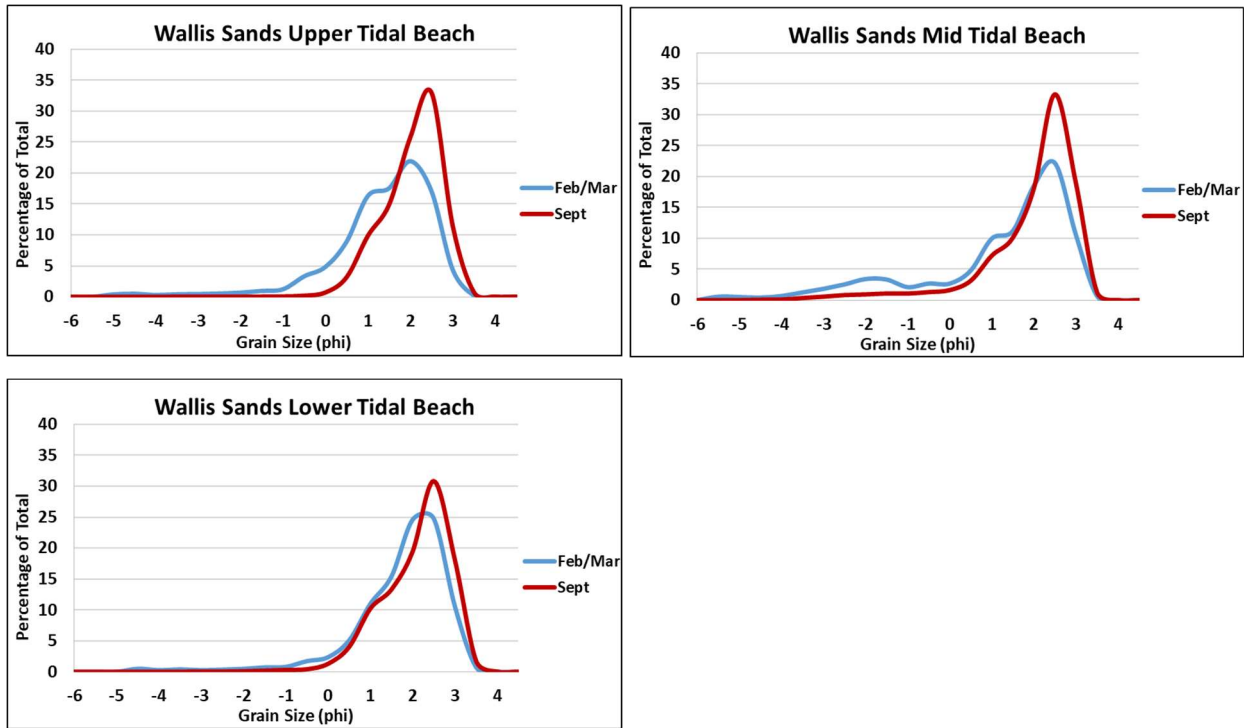 Wallis Sands Upper Tidal Beach
40
35
30
25
20
15
10
5
0
Percentage of Total
-6 -5 -4 -3 -2 -1 0 1 2 3 4
Grain Size (phi)
Feb/Mar
Sept
Wallis Sands Mid Tidal Beach
40
35
30
25
20
15
10
5
0
Percentage of Total
-6 -5 -4 -3 -2 -1 0 1 2 3 4
Grain Size (phi)
Feb/Mar
Sept
Wallis Sands Lower Tidal Beach
40
35
30
25
20
15
10
5
0
Percentage of Total
-6 -5 -4 -3 -2 -1 0 1 2 3 4
Grain Size (phi)
Feb/Mar
Sept